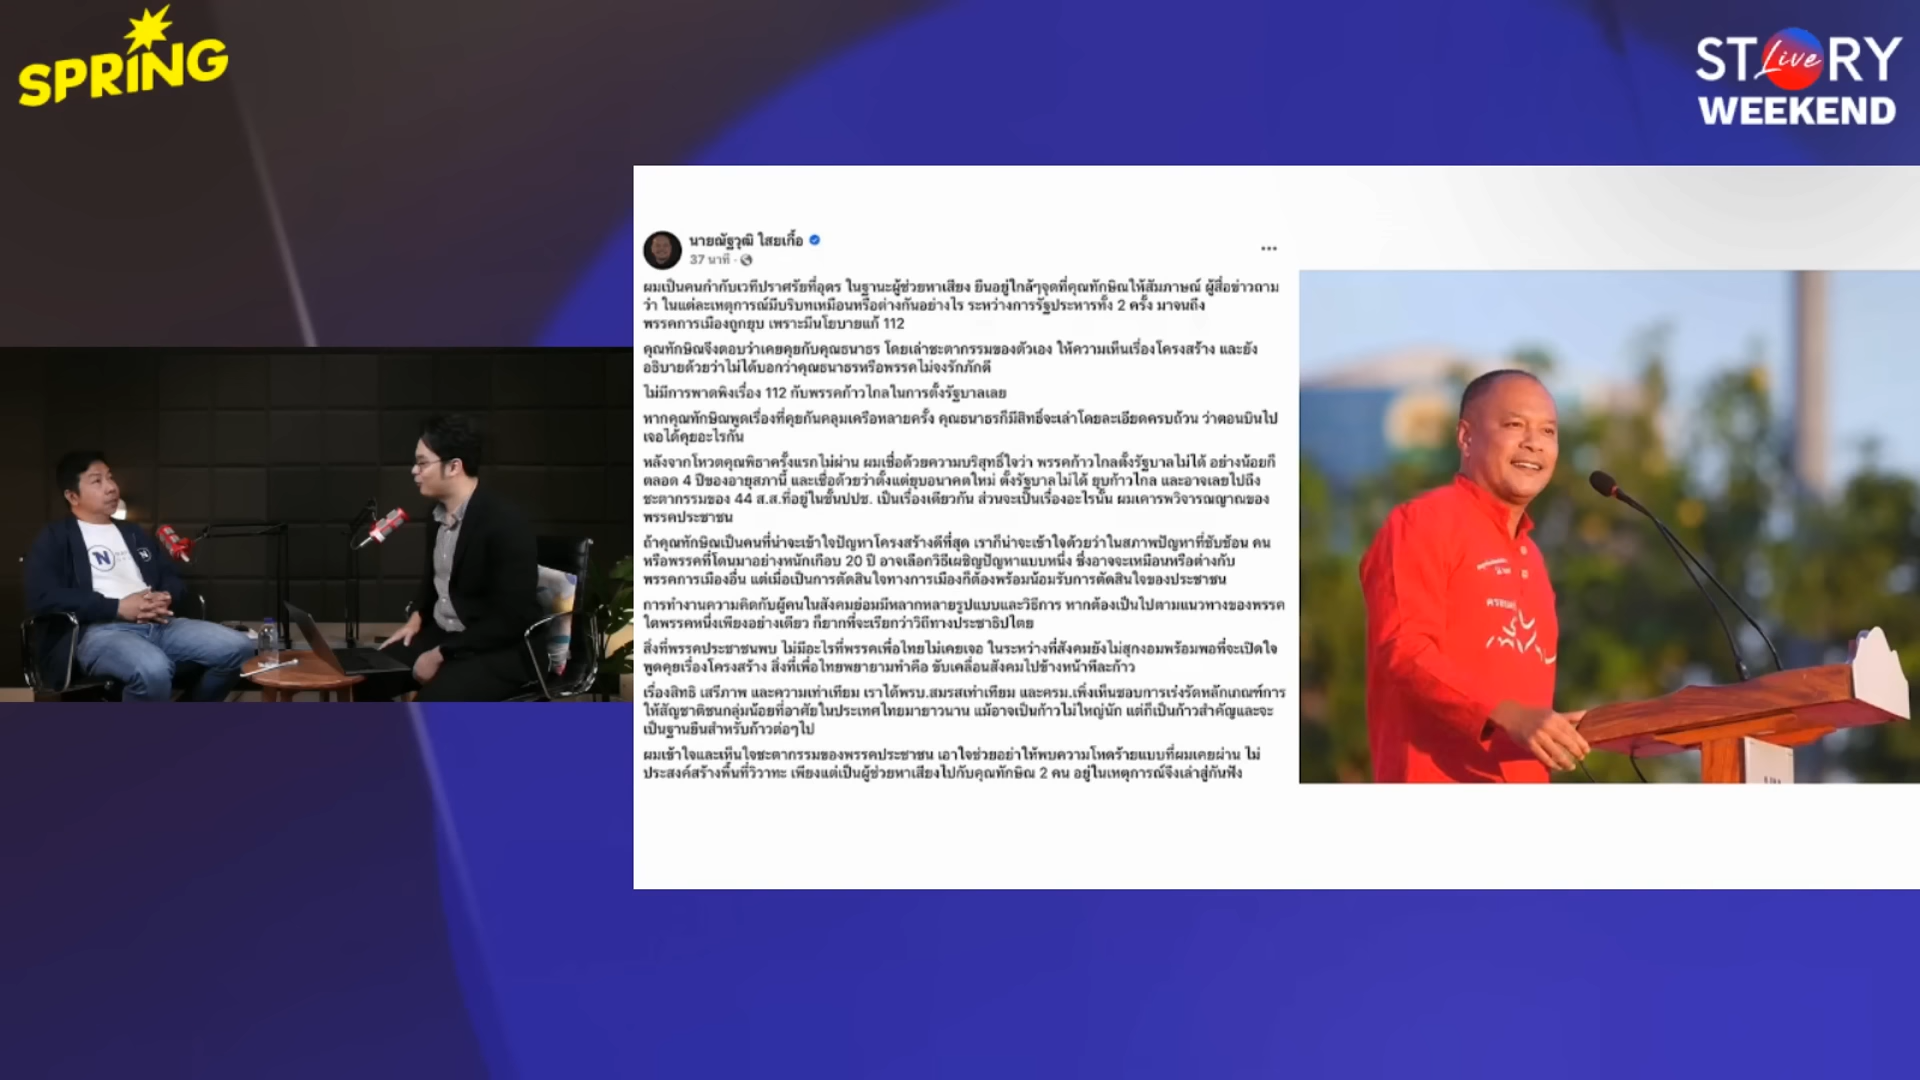 SPRING
STORY
Live
WEEKEND
นายณัฐวุฒิ ใสยเกื้อ
37 นาที ·
ผมเป็นคนกำกับเวทีปราศรัยที่อุดร ในฐานะผู้ช่วยหาเสียง ยืนอยู่ใกล้ๆจุดที่คุณทักษิณให้สัมภาษณ์ ผู้สื่อข่าวถาม
ว่า ในแต่ละเหตุการณ์มีบริบทเหมือนหรือต่างกันอย่างไร ระหว่างการรัฐประหารทั้ง 2 ครั้ง มาจนถึง
พรรคการเมืองถูกยุบ เพราะมีนโยบายแก้ 112
คุณทักษิณจึงตอบว่าเคยคุยกับคุณธนาธร โดยเล่าชะตากรรมของตัวเอง ให้ความเห็นเรื่องโครงสร้าง และยัง
อธิบายด้วยว่าไม่ได้บอกว่าคุณธนาธรหรือพรรคไม่จงรักภักดี
ไม่มีการพาดพิงเรื่อง 112 กับพรรคก้าวไกลในการตั้งรัฐบาลเลย
หากคุณทักษิณพูดเรื่องที่คุยกันคลุมเครือหลายครั้ง คุณธนาธรก็มีสิทธิ์จะเล่าโดยละเอียดครบถ้วน ว่าตอนบินไป
เจอได้คุยอะไรกัน
หลังจากโหวตคุณพิธาครั้งแรกไม่ผ่าน ผมเชื่อด้วยความบริสุทธิ์ใจว่า พรรคก้าวไกลตั้งรัฐบาลไม่ได้ อย่างน้อยก็
ตลอด 4 ปีของอายุสภานี้ และเชื่อด้วยว่าตั้งแต่ยุบอนาคตใหม่ ตั้งรัฐบาลไม่ได้ ยุบก้าวไกล และอาจเลยไปถึง
ชะตากรรมของ 44 ส.ส.ที่อยู่ในชั้นปปช. เป็นเรื่องเดียวกัน ส่วนจะเป็นเรื่องอะไรนั้น ผมเคารพวิจารณญาณของ
พรรคประชาชน
ถ้าคุณทักษิณเป็นคนที่น่าจะเข้าใจปัญหาโครงสร้างดีที่สุด เราก็น่าจะเข้าใจด้วยว่าในสภาพปัญหาที่ซับซ้อน คน
หรือพรรคที่โดนมาอย่างหนักเกือบ 20 ปี อาจเลือกวิธีเผชิญปัญหาแบบหนึ่ง ซึ่งอาจจะเหมือนหรือต่างกับ
พรรคการเมืองอื่น แต่เมื่อเป็นการตัดสินใจทางการเมืองก็ต้องพร้อมน้อมรับการตัดสินใจของประชาชน
การทำงานความคิดกับผู้คนในสังคมย่อมมีหลากหลายรูปแบบและวิธีการ หากต้องเป็นไปตามแนวทางของพรรค
ใดพรรคหนึ่งเพียงอย่างเดียว ก็ยากที่จะเรียกว่าวิถีทางประชาธิปไตย
สิ่งที่พรรคประชาชนพบ ไม่มีอะไรที่พรรคเพื่อไทยไม่เคยเจอ ในระหว่างที่สังคมยังไม่สุกงอมพร้อมพอที่จะเปิดใจ
พูดคุยเรื่องโครงสร้าง สิ่งที่เพื่อไทยพยายามทำคือ ขับเคลื่อนสังคมไปข้างหน้าทีละก้าว
เรื่องสิทธิ เสรีภาพ และความเท่าเทียม เราได้พรบ.สมรสเท่าเทียม และครม.เพิ่งเห็นชอบการเร่งรัดหลักเกณฑ์การ
ให้สัญชาติชนกลุ่มน้อยที่อาศัยในประเทศไทยมายาวนาน แม้อาจเป็นก้าวไม่ใหญ่นัก แต่ก็เป็นก้าวสำคัญและจะ
เป็นฐานยืนสำหรับก้าวต่อๆไป
ผมเข้าใจและเห็นใจชะตากรรมของพรรคประชาชน เอาใจช่วยอย่าให้พบความโหดร้ายแบบที่ผมเคยผ่าน ไม่
ประสงค์สร้างพื้นที่วิวาทะ เพียงแต่เป็นผู้ช่วยหาเสียงไปกับคุณทักษิณ 2 คน อยู่ในเหตุการณ์จึงเล่าสู่กันฟัง
N
N